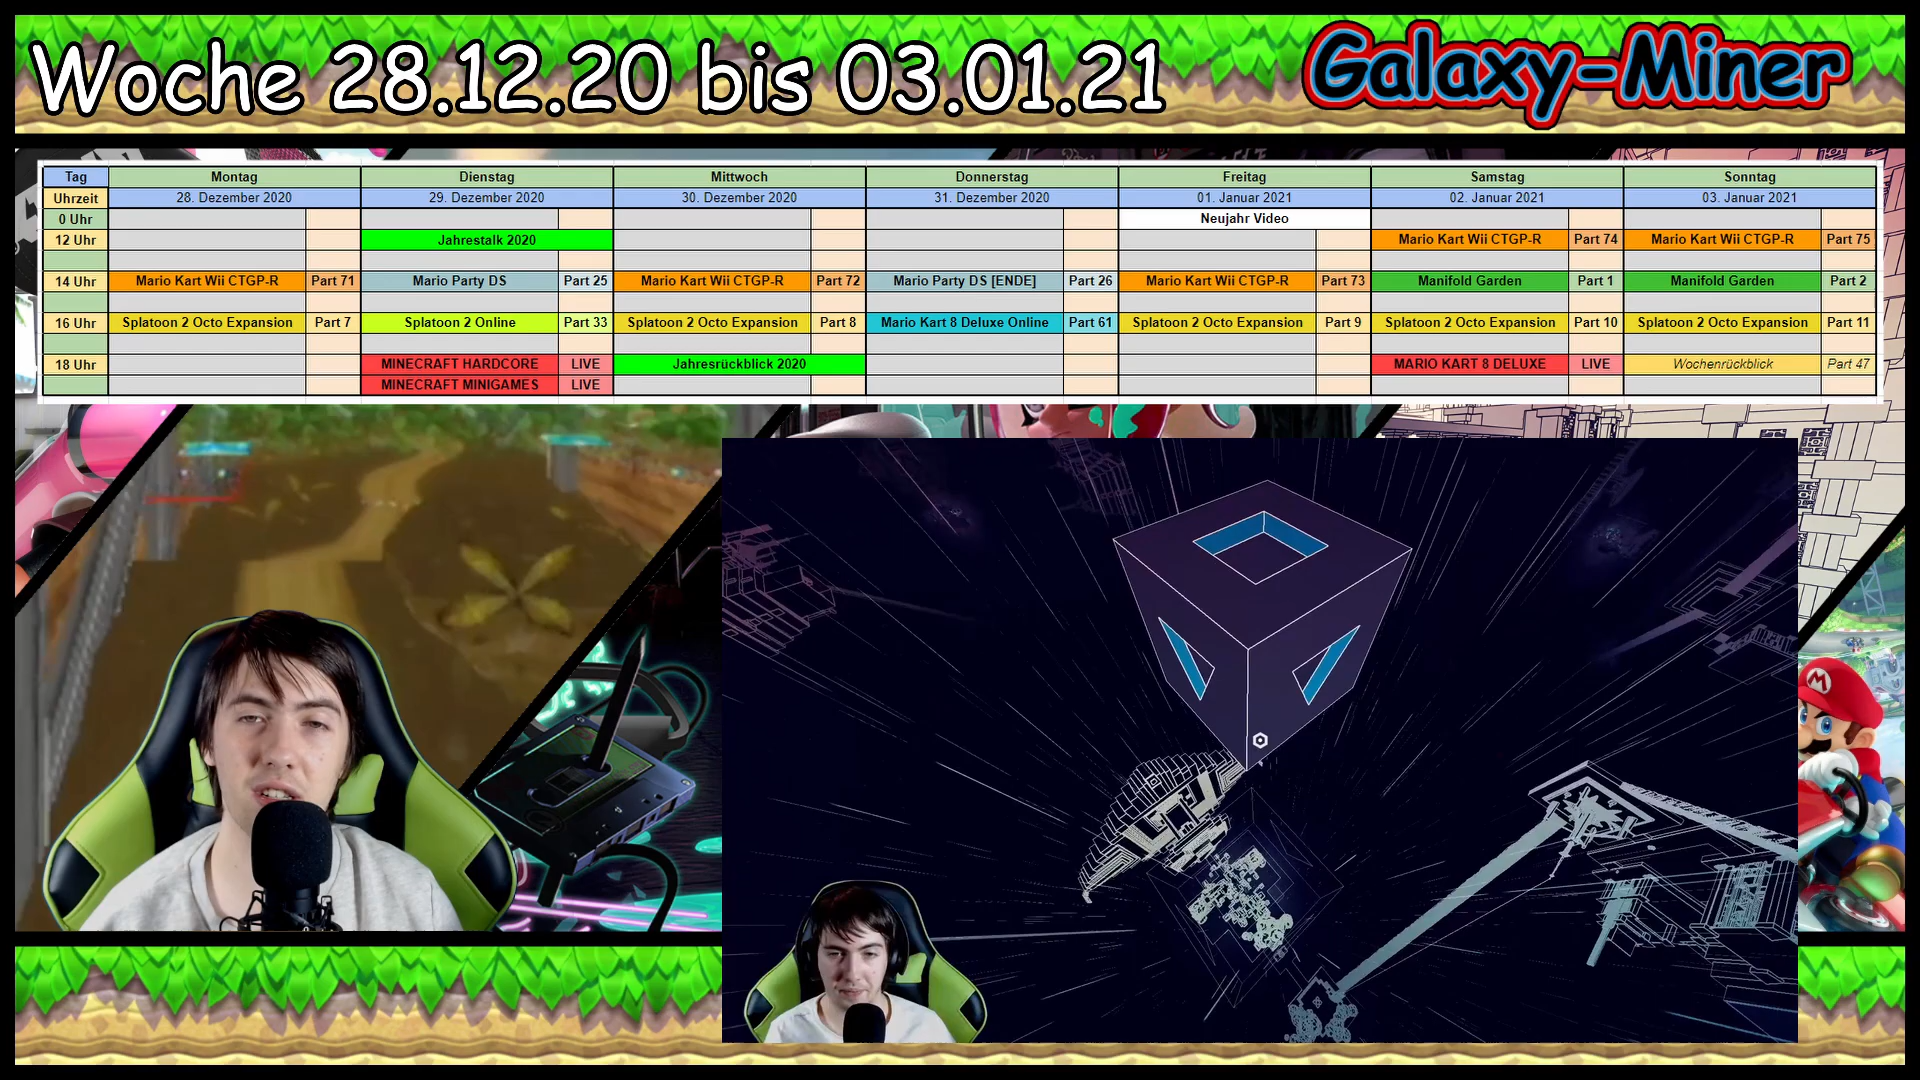 Woche 28.12.20 bis 03.01.21
Galaxy-Miner
Tag Montag Dienstag Mittwoch Donnerstag Freitag Samstag Sonntag
Uhrzeit 28. Dezember 2020 29. Dezember 2020 30. Dezember 2020 31. Dezember 2020 01. Januar 2021 02. Januar 2021 03. Januar 2021
0 Uhr Neujahr Video
12 Uhr Jahrestalk 2020 Mario Kart Wii CTGP-R Part 74 Mario Kart Wii CTGP-R Part 75
14 Uhr Mario Kart Wii CTGP-R Part 71 Mario Party DS Part 25 Mario Kart Wii CTGP-R Part 72 Mario Party DS [ENDE] Part 26 Mario Kart Wii CTGP-R Part 73 Manifold Garden Part 1 Manifold Garden Part 2
16 Uhr Splatoon 2 Octo Expansion Part 7 Splatoon 2 Online Part 33 Splatoon 2 Octo Expansion Part 8 Mario Kart 8 Deluxe Online Part 61 Splatoon 2 Octo Expansion Part 9 Splatoon 2 Octo Expansion Part 10 Splatoon 2 Octo Expansion Part 11
18 Uhr MINECRAFT HARDCORE LIVE Jahresrückblick 2020 MARIO KART 8 DELUXE LIVE Wochenrückblick Part 47
MINECRAFT MINIGAMES LIVE
M